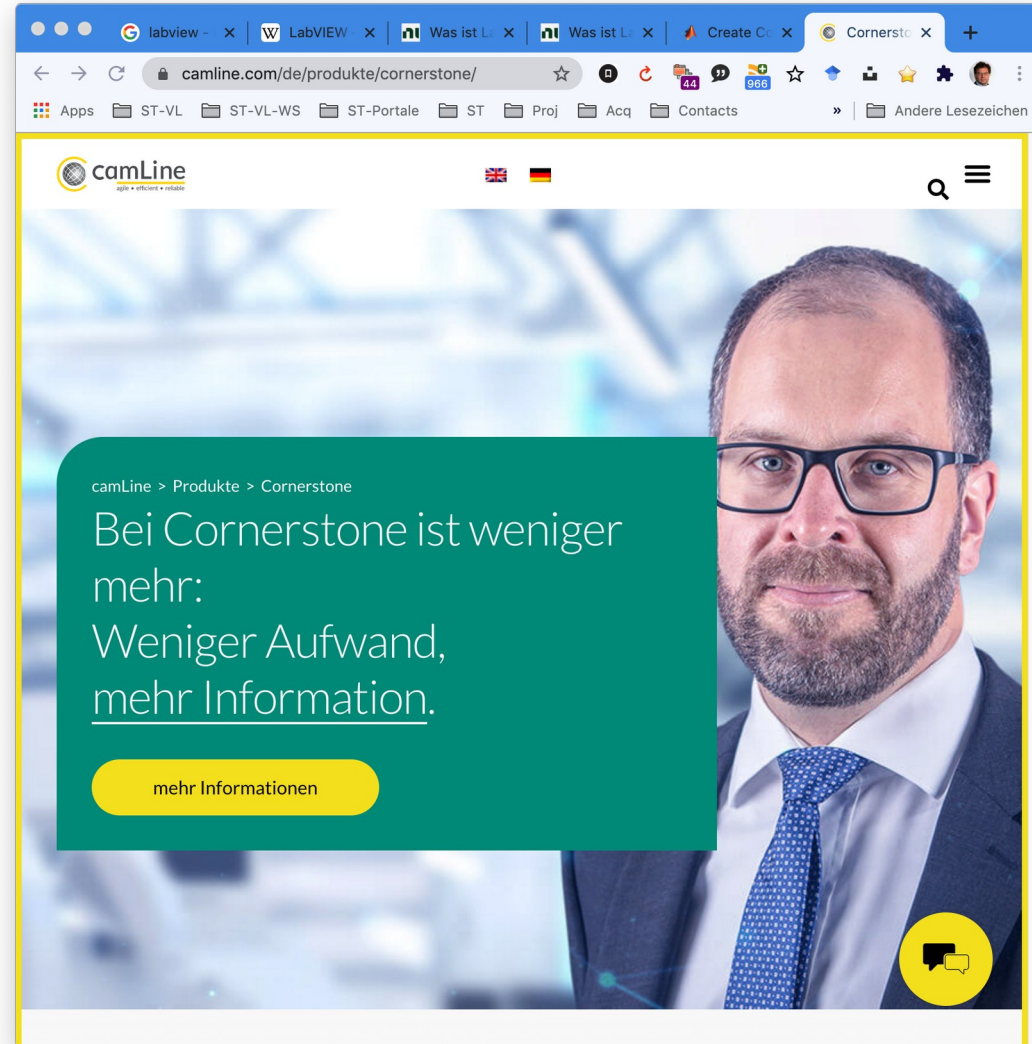 labview -
LabVIEW
Was ist L
Was ist L
Create Co
Cornersto
camline.com/de/produkte/cornerstone/
44
966
Apps
ST-VL
ST-VL-WS
ST-Portale
ST
Proj
Acq
Contacts
»
Andere Lesezeichen
camLine
agile • efficient • reliable
camLine > Produkte > Cornerstone
Bei Cornerstone ist weniger
mehr:
Weniger Aufwand,
mehr Information.
mehr Informationen